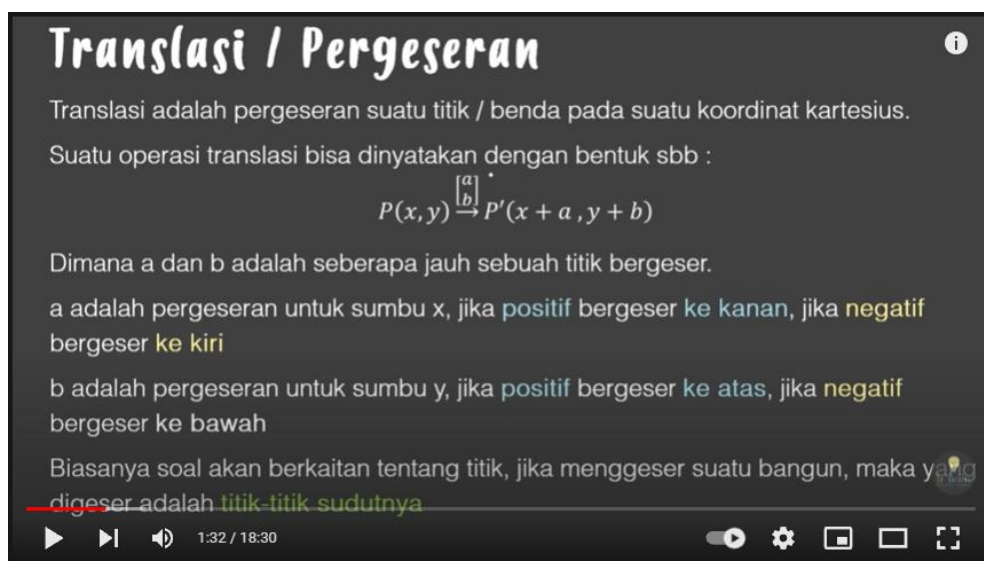 Translasi / Pergeseran
Translasi adalah pergeseran suatu titik / benda pada suatu koordinat kartesius.
Suatu operasi translasi bisa dinyatakan dengan bentuk sbb :
P(x, y) [a b] → P′(x + a , y + b)
Dimana a dan b adalah seberapa jauh sebuah titik bergeser.
a adalah pergeseran untuk sumbu x, jika positif bergeser ke kanan, jika negatif
bergeser ke kiri
b adalah pergeseran untuk sumbu y, jika positif bergeser ke atas, jika negatif
bergeser ke bawah
Biasanya soal akan berkaitan tentang titik, jika menggeser suatu bangun, maka yang
digeser adalah titik-titik sudutnya
1:32 / 18:30